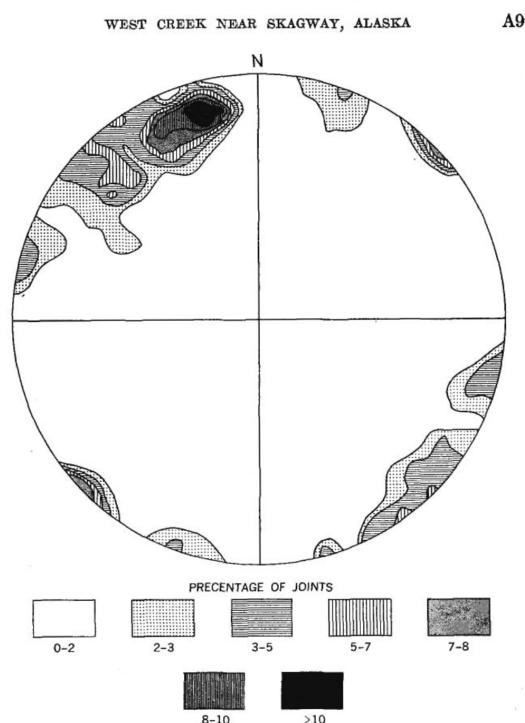 WEST CREEK NEAR SKAGWAY, ALASKA A9
N
PRECENTAGE OF JOINTS
0-2 2-3 3-5 5-7 7-8
8-10 >10